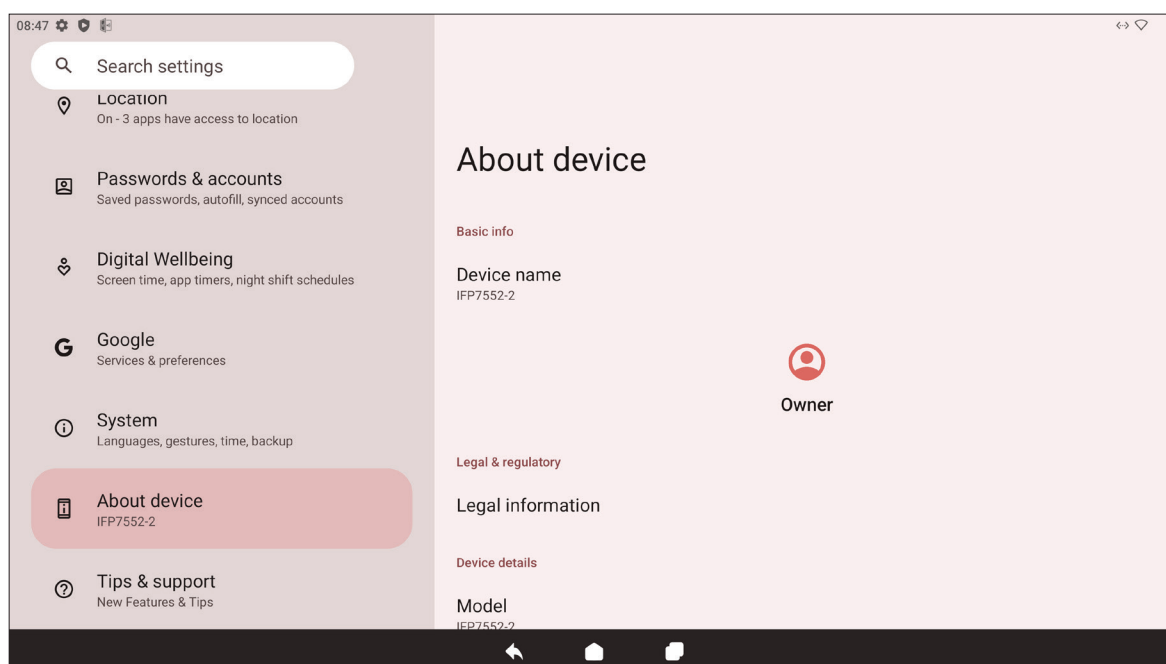 08:47
Search settings
Location
On - 3 apps have access to location
Passwords & accounts
Saved passwords, autofill, synced accounts
Digital Wellbeing
Screen time, app timers, night shift schedules
Google
Services & preferences
System
Languages, gestures, time, backup
About device
IFP7552-2
Tips & support
New Features & Tips
About device
Basic info
Device name
IFP7552-2
Owner
Legal & regulatory
Legal information
Device details
Model
IFP7552-2